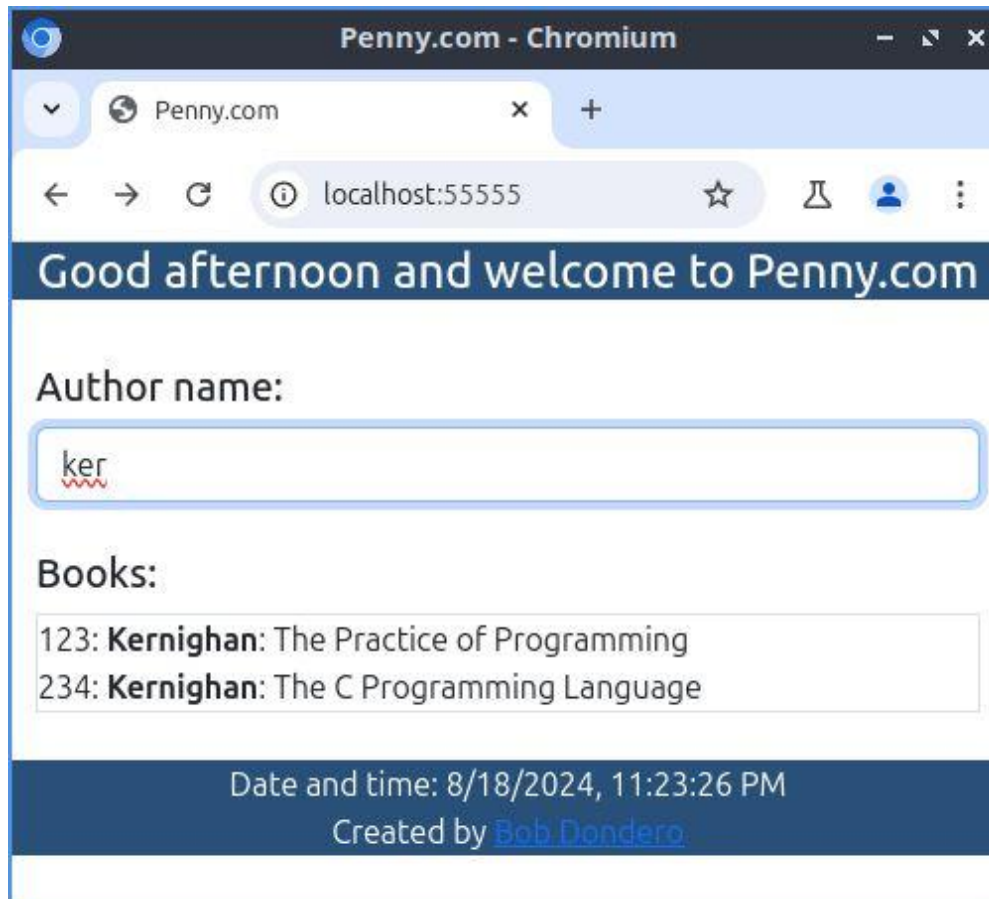 Penny.com - Chromium
Penny.com
localhost:55555
Good afternoon and welcome to Penny.com
Author name:
ker
Books:
123: Kernighan: The Practice of Programming
234: Kernighan: The C Programming Language
Date and time: 8/18/2024, 11:23:26 PM
Created by Bob Dondero